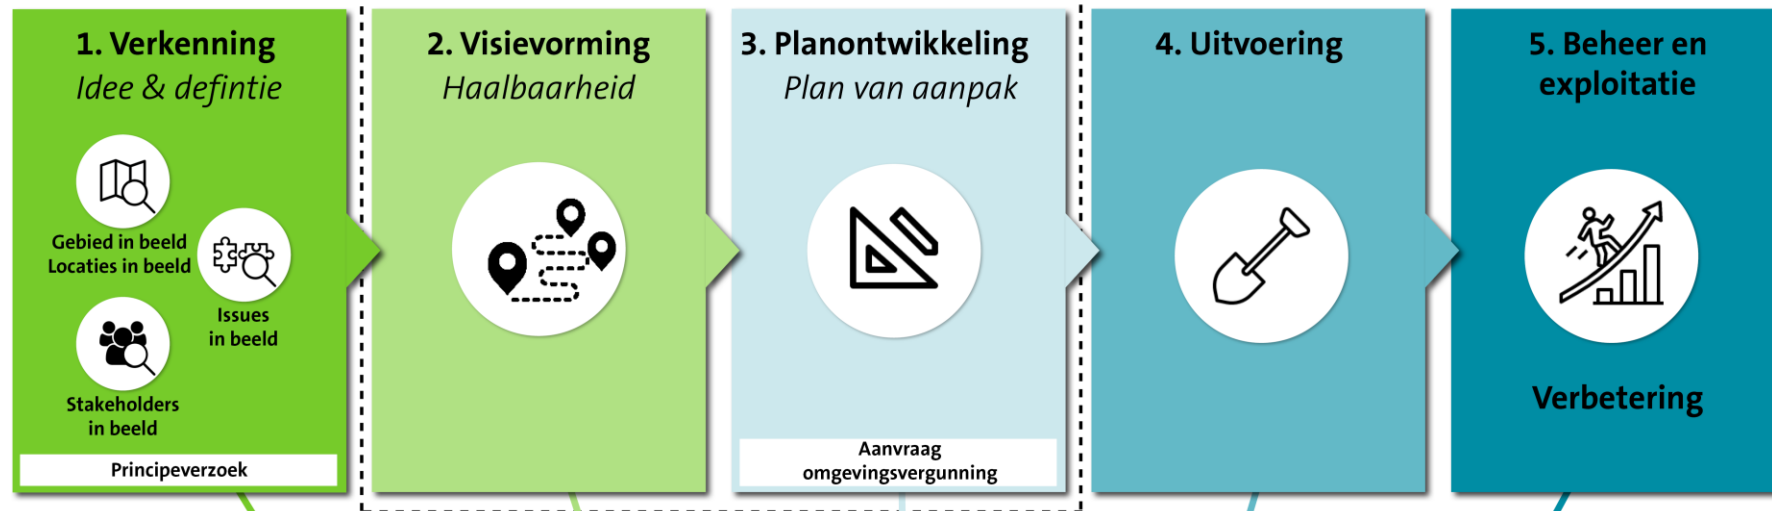 1. Verkenning
Idee & defintie
Gebied in beeld
Locaties in beeld
Issues
in beeld
Stakeholders
in beeld
Principeverzoek
2. Visievorming
Haalbaarheid
3. Planontwikkeling
Plan van aanpak
Aanvraag
omgevingsvergunning
4. Uitvoering
5. Beheer en
exploitatie
Verbetering